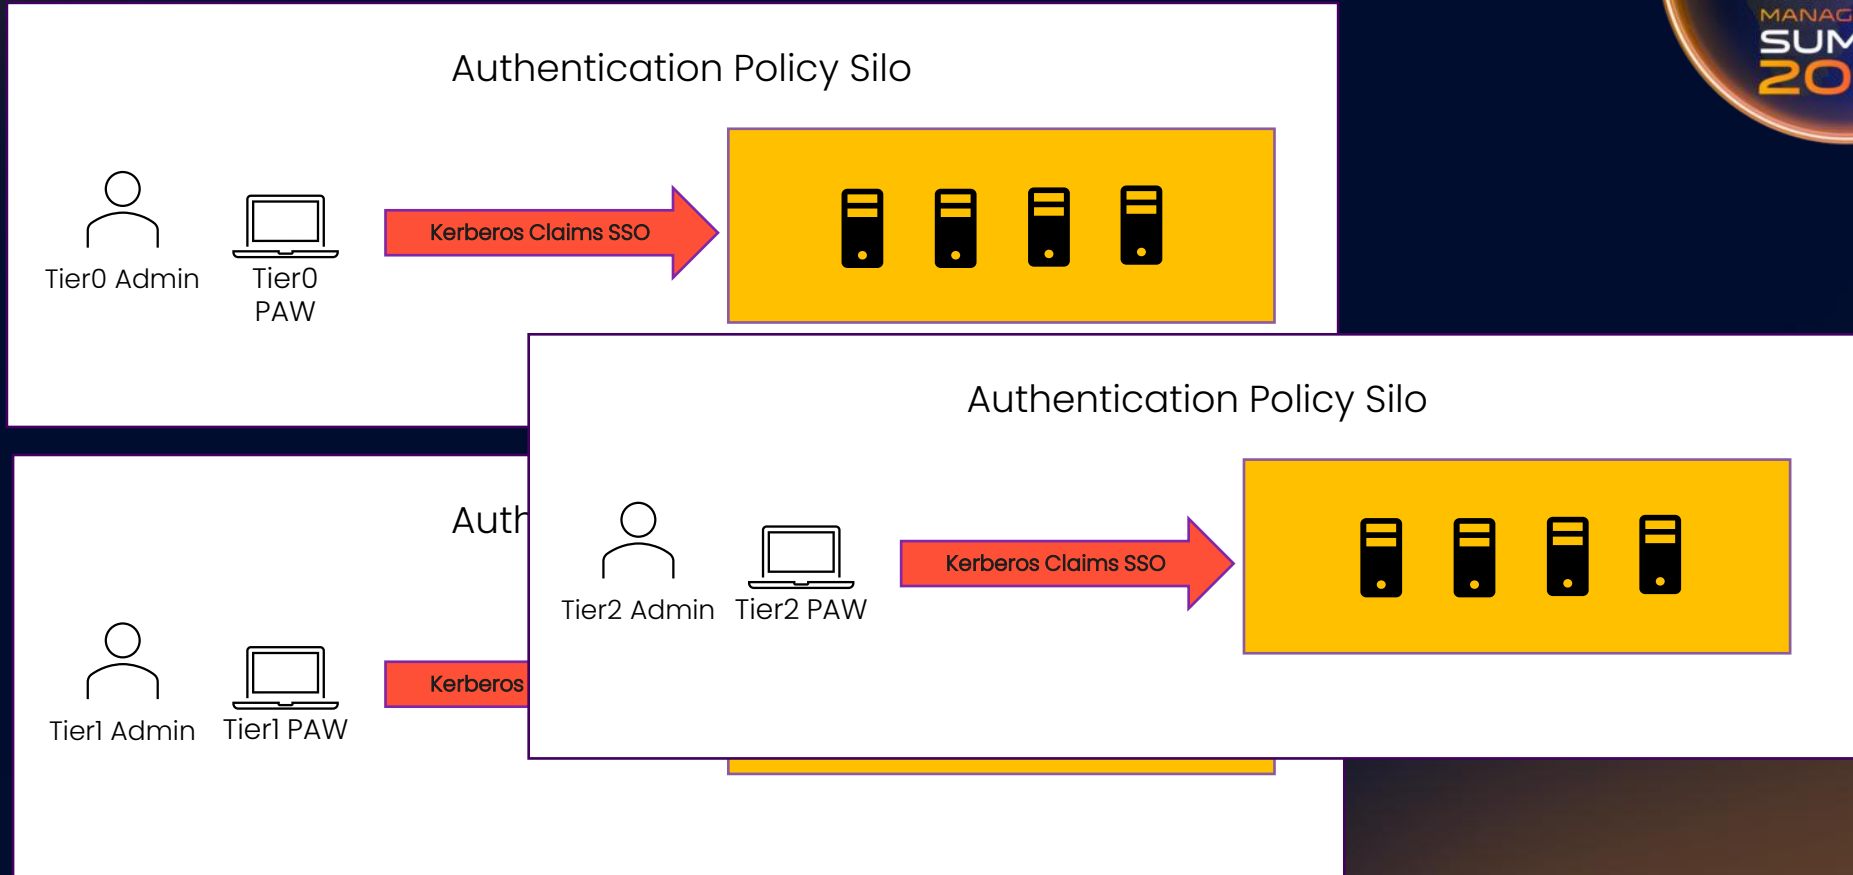 Authentication Policy Silo
Kerberos Claims SSO
Tier0 Admin
Tier0
PAW
SUM
20
Authentication Policy Silo
Kerberos Claims SSO
Tier2 Admin
Tier2 PAW
Auth
Kerberos
Tier1 Admin
Tier1 PAW